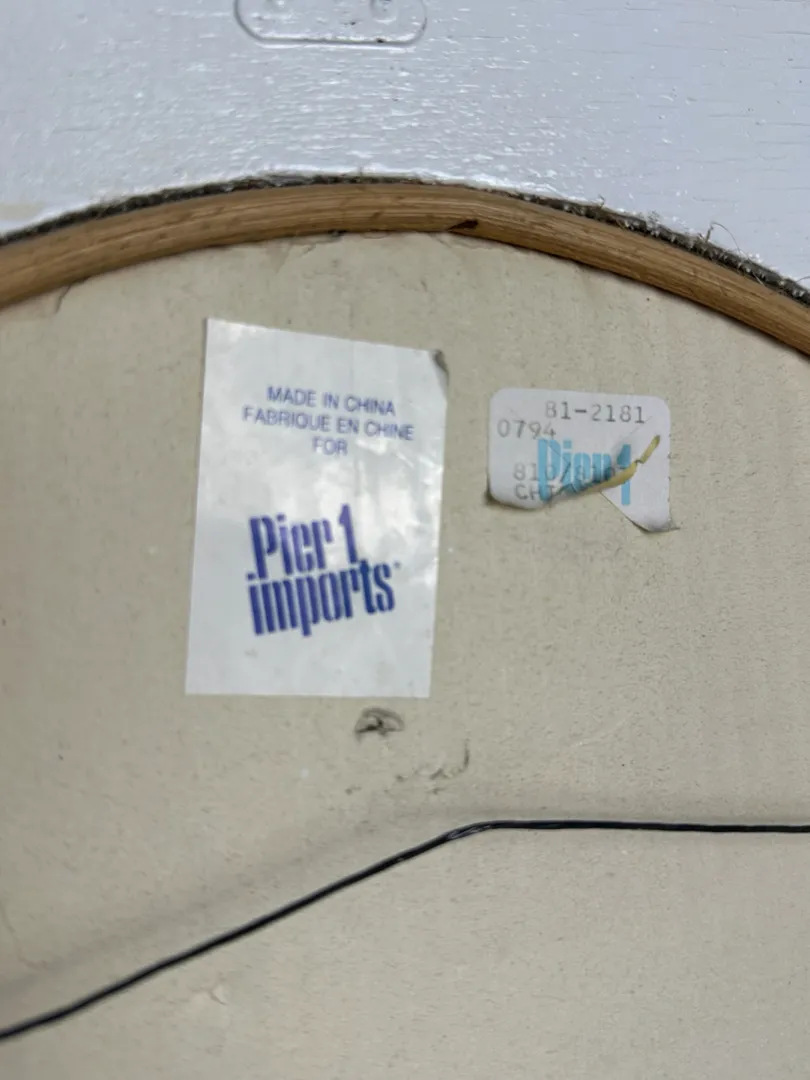 MADE IN CHINA
FABRIQUE EN CHINE
FOR
Pier 1
imports
81-2181
0794
Pier 1